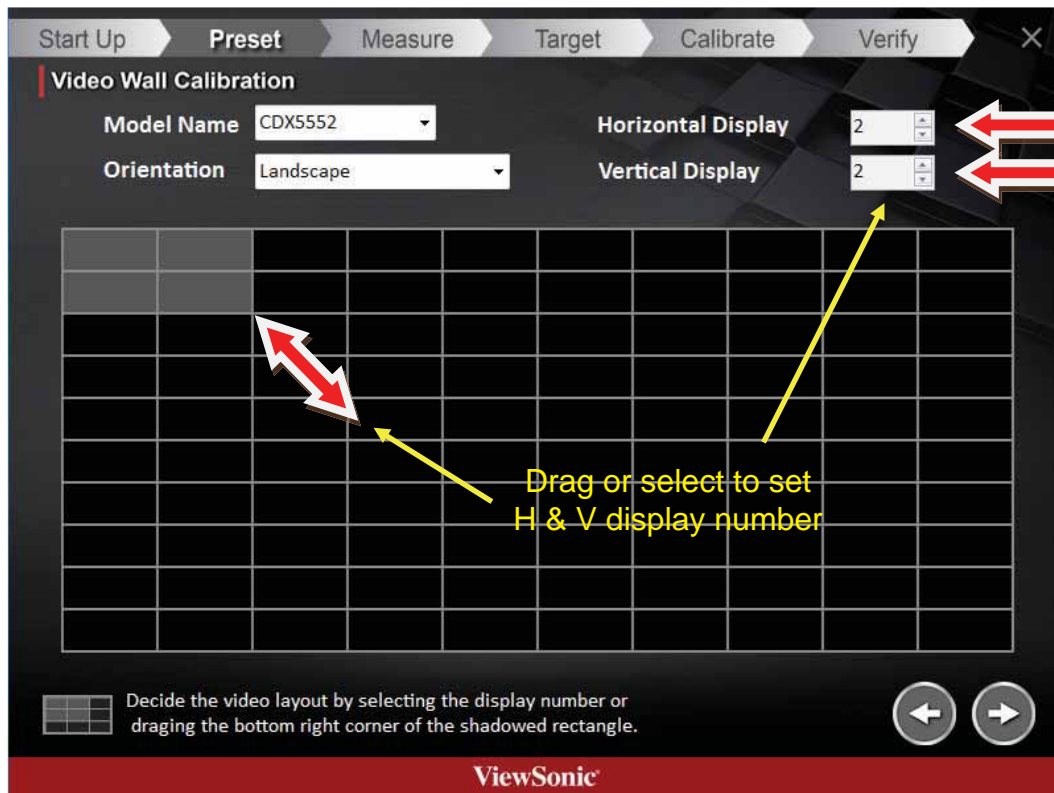 Start Up Preset Measure Target Calibrate Verify
Video Wall Calibration
Model Name CDX5552 Horizontal Display 2
Orientation Landscape Vertical Display 2
Drag or select to set
H & V display number
Decide the video layout by selecting the display number or
draging the bottom right corner of the shadowed rectangle.
ViewSonic